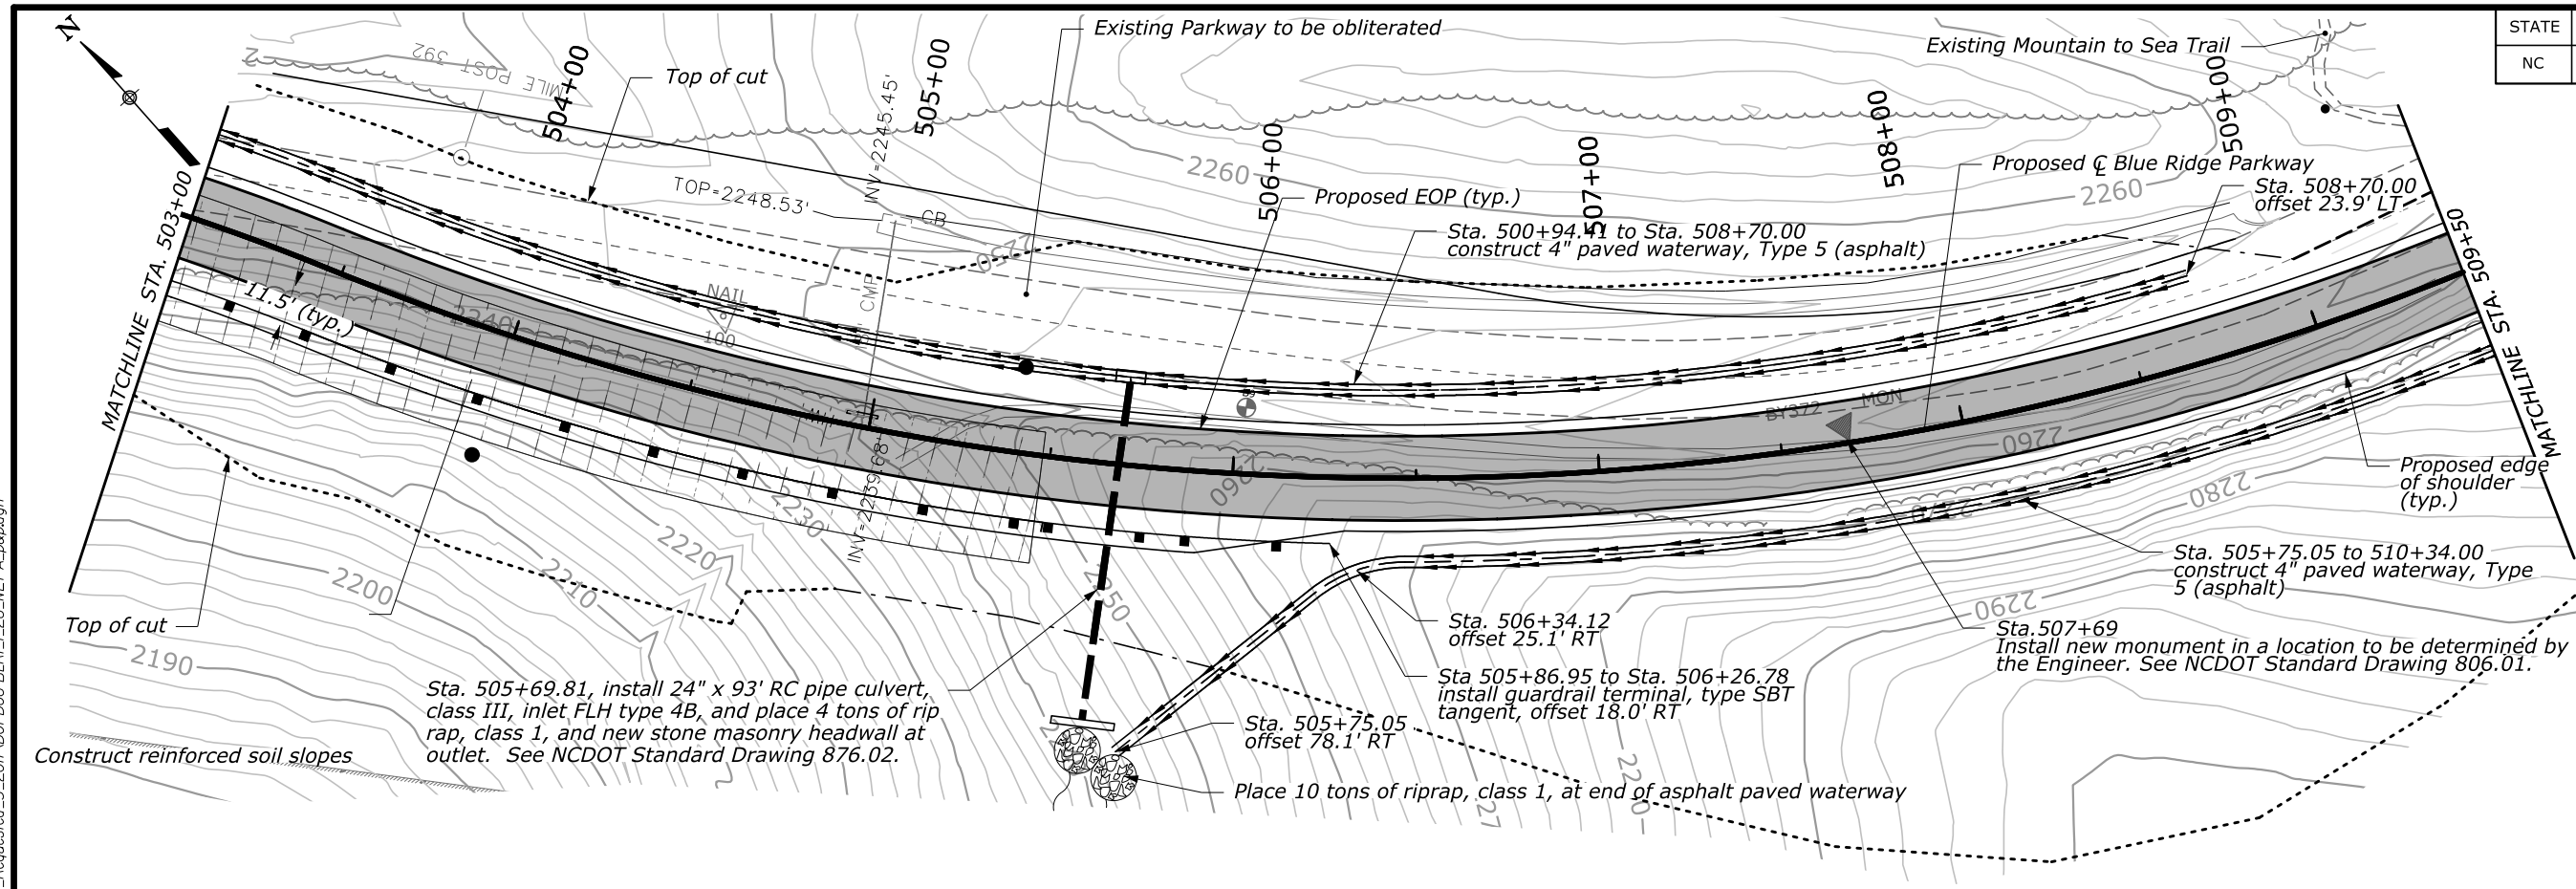 N
STATE
NC
MILE POST 392
504+00
505+00
506+00
507+00
508+00
509+00
Existing Parkway to be obliterated
Top of cut
Existing Mountain to Sea Trail
INV=2245.45'
TOP=2248.53'
CB
CMP
2250
2260
2260
Proposed EOP (typ.)
Proposed ℄ Blue Ridge Parkway
Sta. 508+70.00
offset 23.9' LT
Sta. 500+94.41 to Sta. 508+70.00
construct 4" paved waterway, Type 5 (asphalt)
MATCHLINE STA. 503+00
MATCHLINE STA. 509+50
11.5' (typ.)
NAIL
100
2240
BY372
MON
2260
2260
INV=2239.68'
2230
2220
2210
2200
2190
2250
2270
2280
2290
Proposed edge
of shoulder
(typ.)
Sta. 505+75.05 to 510+34.00
construct 4" paved waterway, Type
5 (asphalt)
Sta. 506+34.12
offset 25.1' RT
Sta.507+69
Install new monument in a location to be determined by
the Engineer. See NCDOT Standard Drawing 806.01.
Top of cut
Sta 505+86.95 to Sta. 506+26.78
install guardrail terminal, type SBT
tangent, offset 18.0' RT
Sta. 505+69.81, install 24" x 93' RC pipe culvert,
class III, inlet FLH type 4B, and place 4 tons of rip
rap, class 1, and new stone masonry headwall at
outlet. See NCDOT Standard Drawing 876.02.
Sta. 505+75.05
offset 78.1' RT
Construct reinforced soil slopes
Place 10 tons of riprap, class 1, at end of asphalt paved waterway